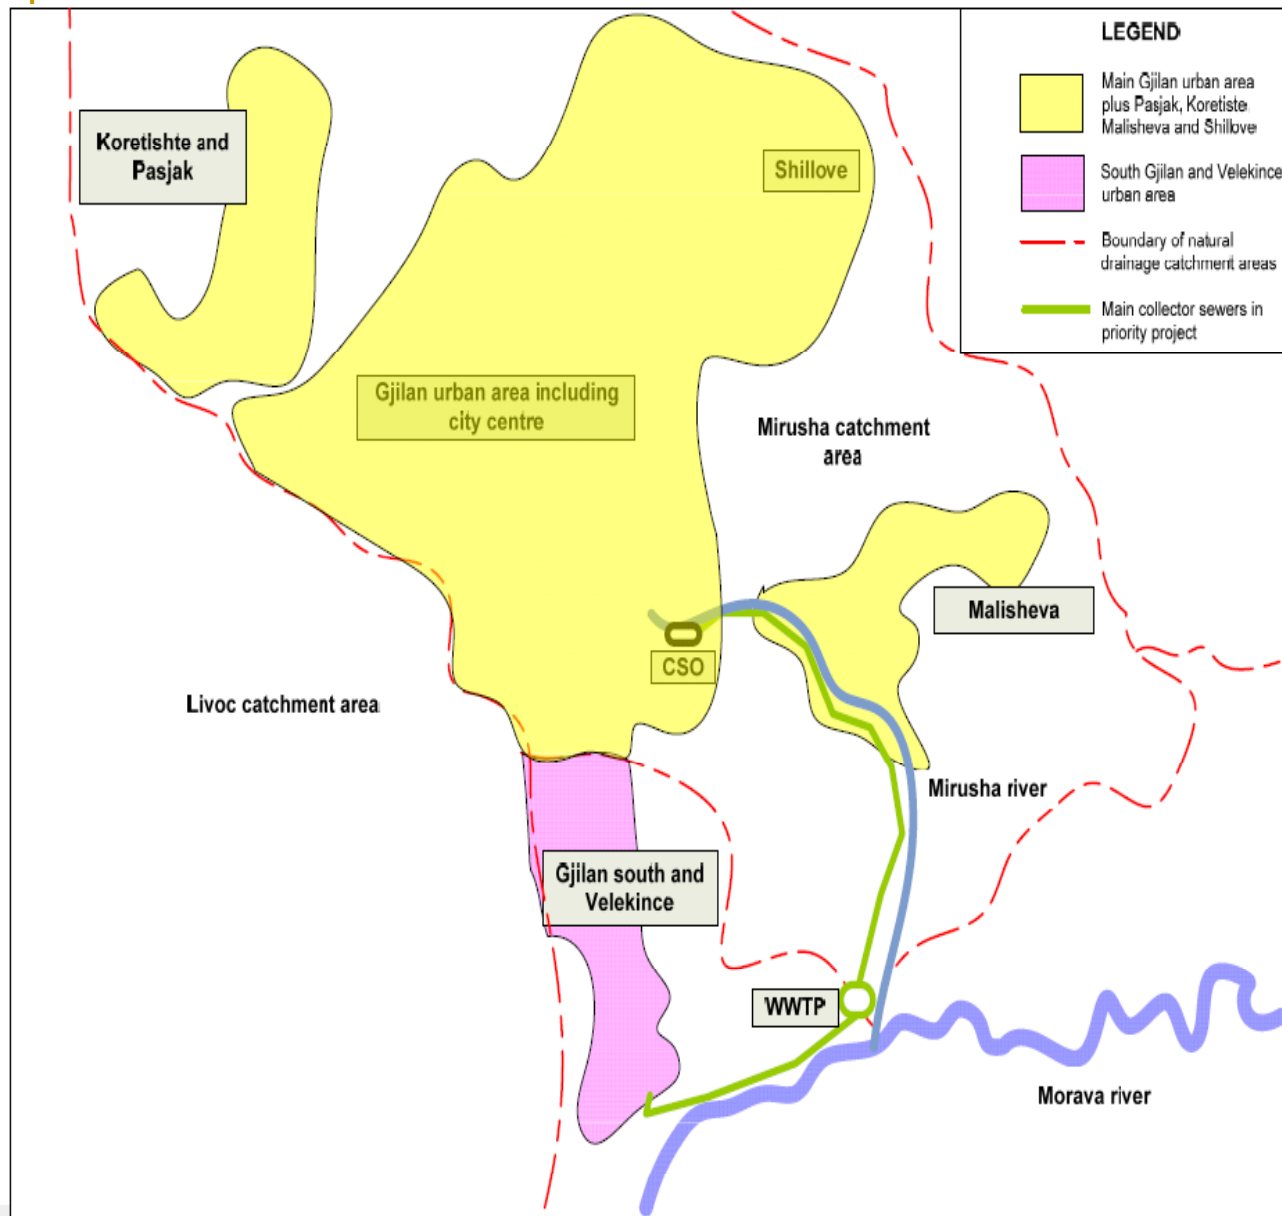 LEGEND
Main Gjilan urban area
plus Pasjak, Koretiste
Malisheva and Shillove
South Gjilan and Velekince
urban area
Boundary of natural
drainage catchment areas
Main collector sewers in
priority project
Koretishte and
Pasjak
Shillove
Gjilan urban area including
city centre
Mirusha catchment
area
Malisheva
CSO
Livoc catchment area
Mirusha river
Gjilan south and
Velekince
WWTP
Morava river